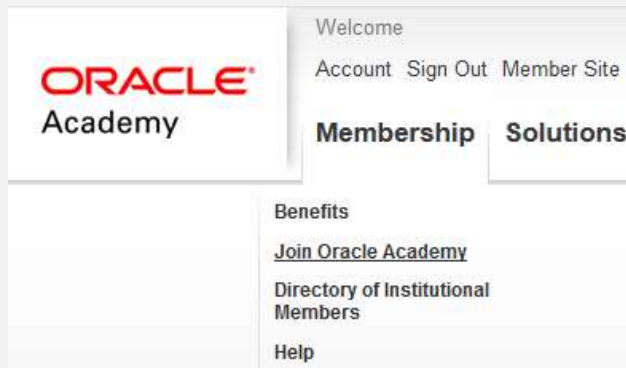 Welcome
ORACLE®
Academy
Account Sign Out Member Site
Membership Solutions
Benefits
Join Oracle Academy
Directory of Institutional
Members
Help